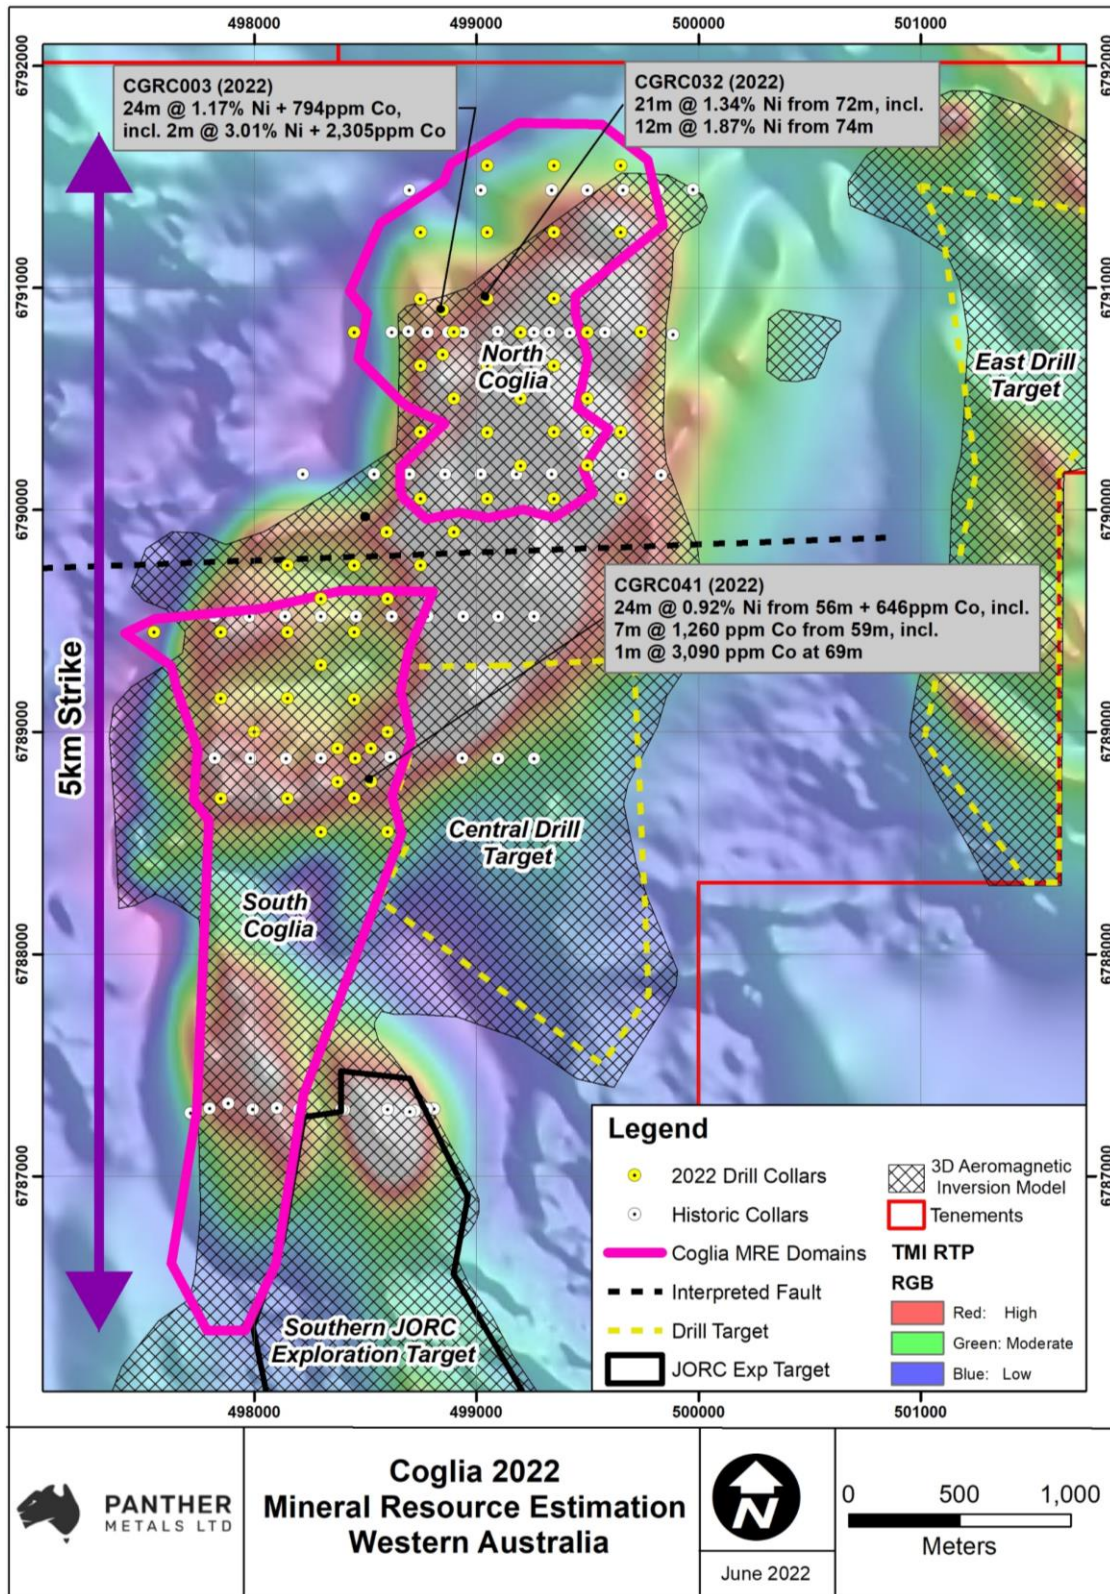 498000
499000
500000
501000
6792000
6792000
CGRC003 (2022)
24m @ 1.17% Ni + 794ppm Co,
incl. 2m @ 3.01% Ni + 2,305ppm Co
CGRC032 (2022)
21m @ 1.34% Ni from 72m, incl.
12m @ 1.87% Ni from 74m
6791000
6791000
North
Coglia
East Drill
Target
6790000
6790000
CGRC041 (2022)
24m @ 0.92% Ni from 56m + 646ppm Co, incl.
7m @ 1,260 ppm Co from 59m, incl.
1m @ 3,090 ppm Co at 69m
5km Strike
6789000
6789000
Central Drill
Target
South
Coglia
6788000
6788000
6787000
6787000
Southern JORC
Exploration Target
Legend
2022 Drill Collars
Historic Collars
Coglia MRE Domains
Interpreted Fault
Drill Target
JORC Exp Target
3D Aeromagnetic
Inversion Model
Tenements
TMI RTP
RGB
Red: High
Green: Moderate
Blue: Low
498000
499000
500000
501000
PANTHER
METALS LTD
Coglia 2022
Mineral Resource Estimation
Western Australia
N
June 2022
0 500 1,000
Meters